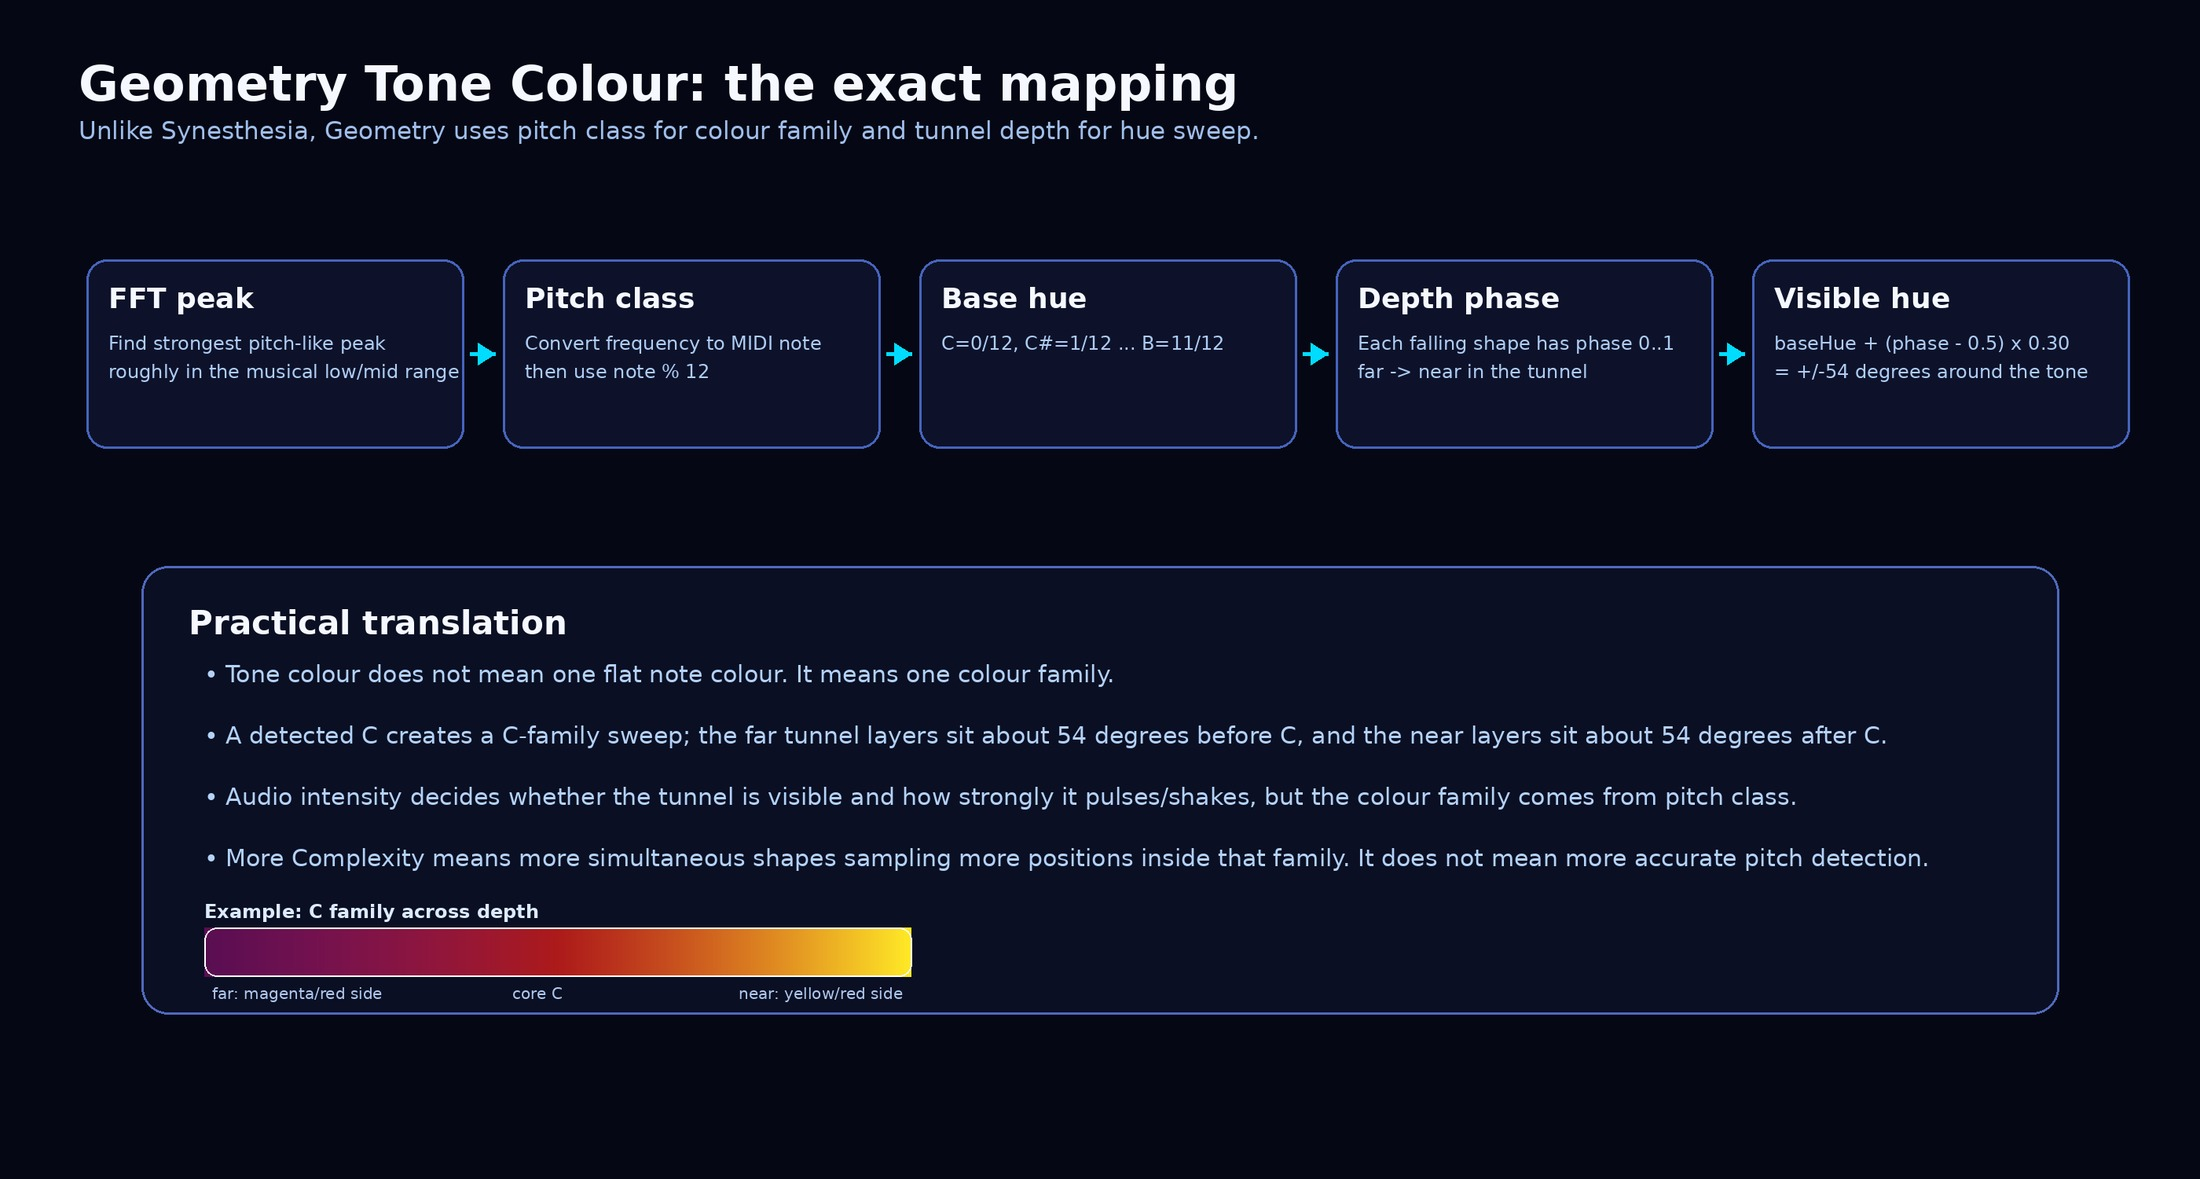 Geometry Tone Colour: the exact mapping
Unlike Synesthesia, Geometry uses pitch class for colour family and tunnel depth for hue sweep.
FFT peak
Find strongest pitch-like peak
roughly in the musical low/mid range
Pitch class
Convert frequency to MIDI note
then use note % 12
Base hue
C=0/12, C#=1/12 ... B=11/12
Depth phase
Each falling shape has phase 0..1
far -> near in the tunnel
Visible hue
baseHue + (phase - 0.5) x 0.30
= +/-54 degrees around the tone
Practical translation
• Tone colour does not mean one flat note colour. It means one colour family.
• A detected C creates a C-family sweep; the far tunnel layers sit about 54 degrees before C, and the near layers sit about 54 degrees after C.
• Audio intensity decides whether the tunnel is visible and how strongly it pulses/shakes, but the colour family comes from pitch class.
• More Complexity means more simultaneous shapes sampling more positions inside that family. It does not mean more accurate pitch detection.
Example: C family across depth
far: magenta/red side
core C
near: yellow/red side